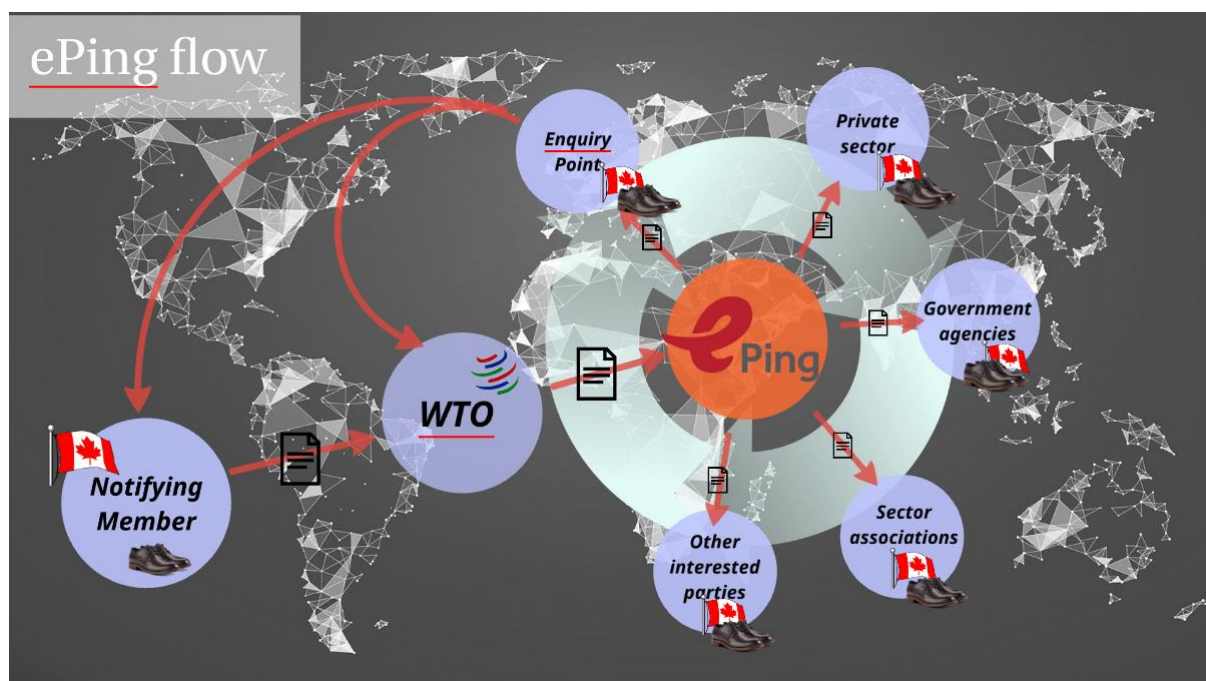 ePing flow
Enquiry
Point
Private
sector
Government
agencies
WTO
ePing
Notifying
Member
Sector
associations
Other
interested
parties